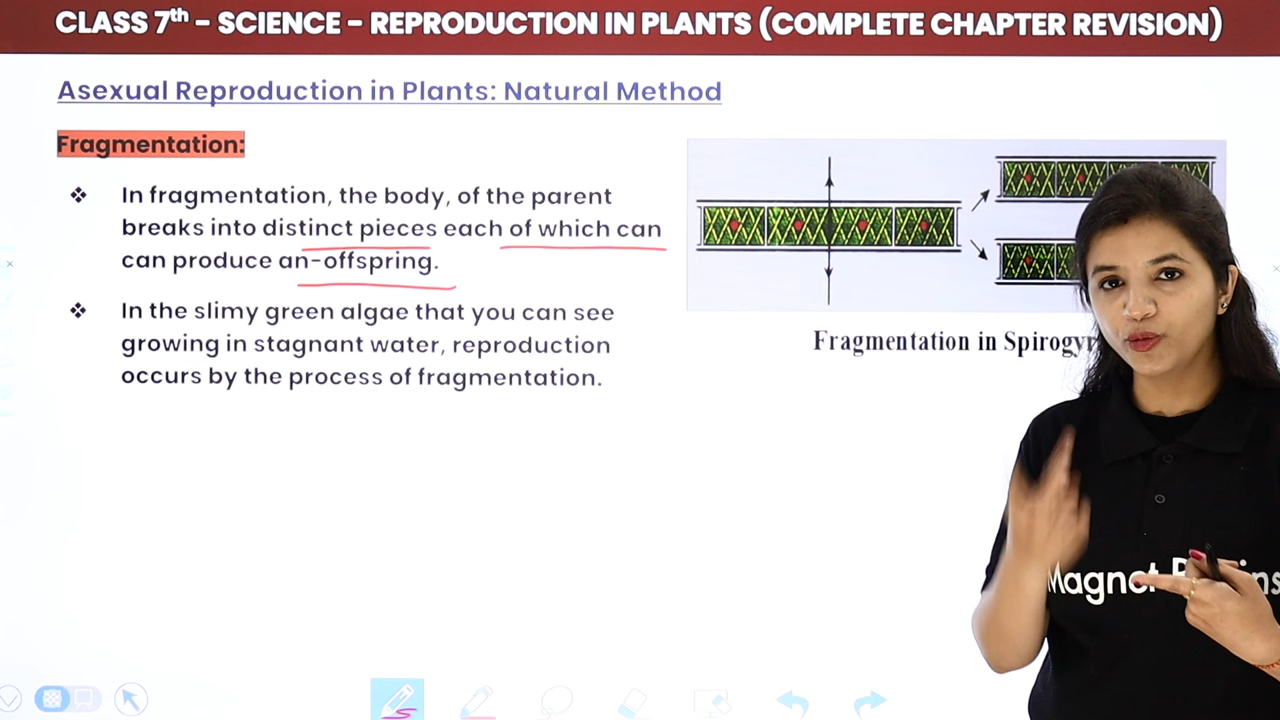 CLASS 7th – SCIENCE – REPRODUCTION IN PLANTS (COMPLETE CHAPTER REVISION)
Asexual Reproduction in Plants: Natural Method
Fragmentation:
❖ In fragmentation, the body, of the parent
breaks into distinct pieces each of which can
can produce an-offspring.
❖ In the slimy green algae that you can see
growing in stagnant water, reproduction
occurs by the process of fragmentation.
Fragmentation in